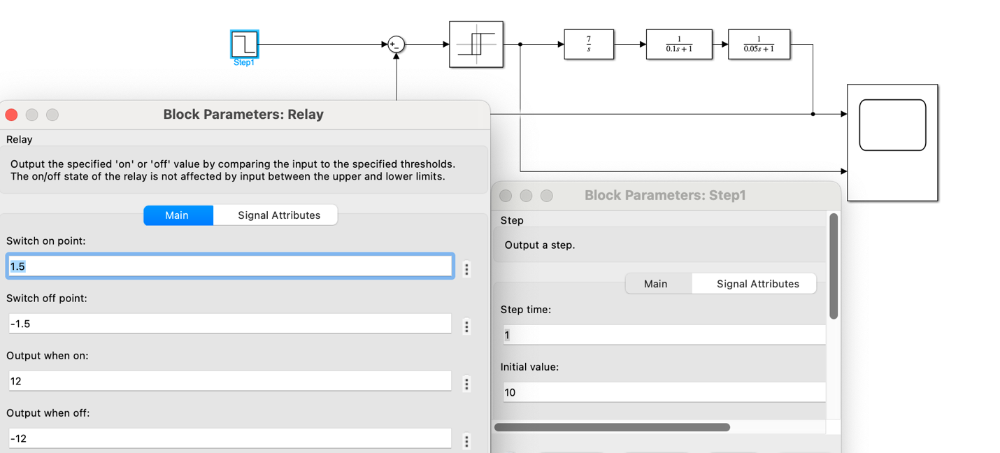 Step1
+
−
7
s
1
0.1s + 1
1
0.05s + 1
Block Parameters: Relay
Relay
Output the specified 'on' or 'off' value by comparing the input to the specified thresholds.
The on/off state of the relay is not affected by input between the upper and lower limits.
Main
Signal Attributes
Switch on point:
1.5
Switch off point:
-1.5
Output when on:
12
Output when off:
-12
Block Parameters: Step1
Step
Output a step.
Main
Signal Attributes
Step time:
1
Initial value:
10